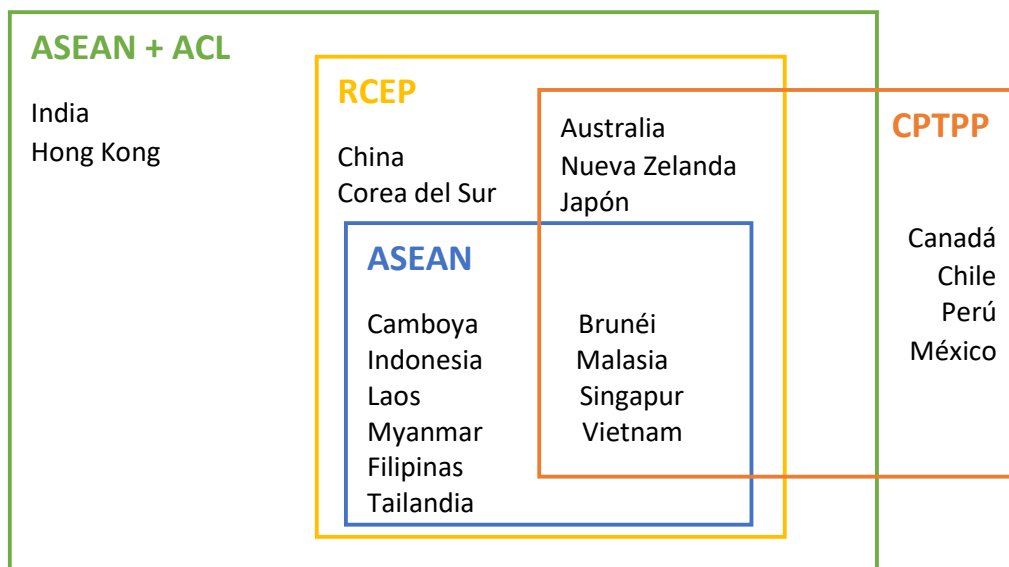 ASEAN + ACL
India
Hong Kong
RCEP
China
Corea del Sur
Australia
Nueva Zelanda
Japón
CPTPP
Canadá
Chile
Perú
México
ASEAN
Camboya
Indonesia
Laos
Myanmar
Filipinas
Tailandia
Brunéi
Malasia
Singapur
Vietnam